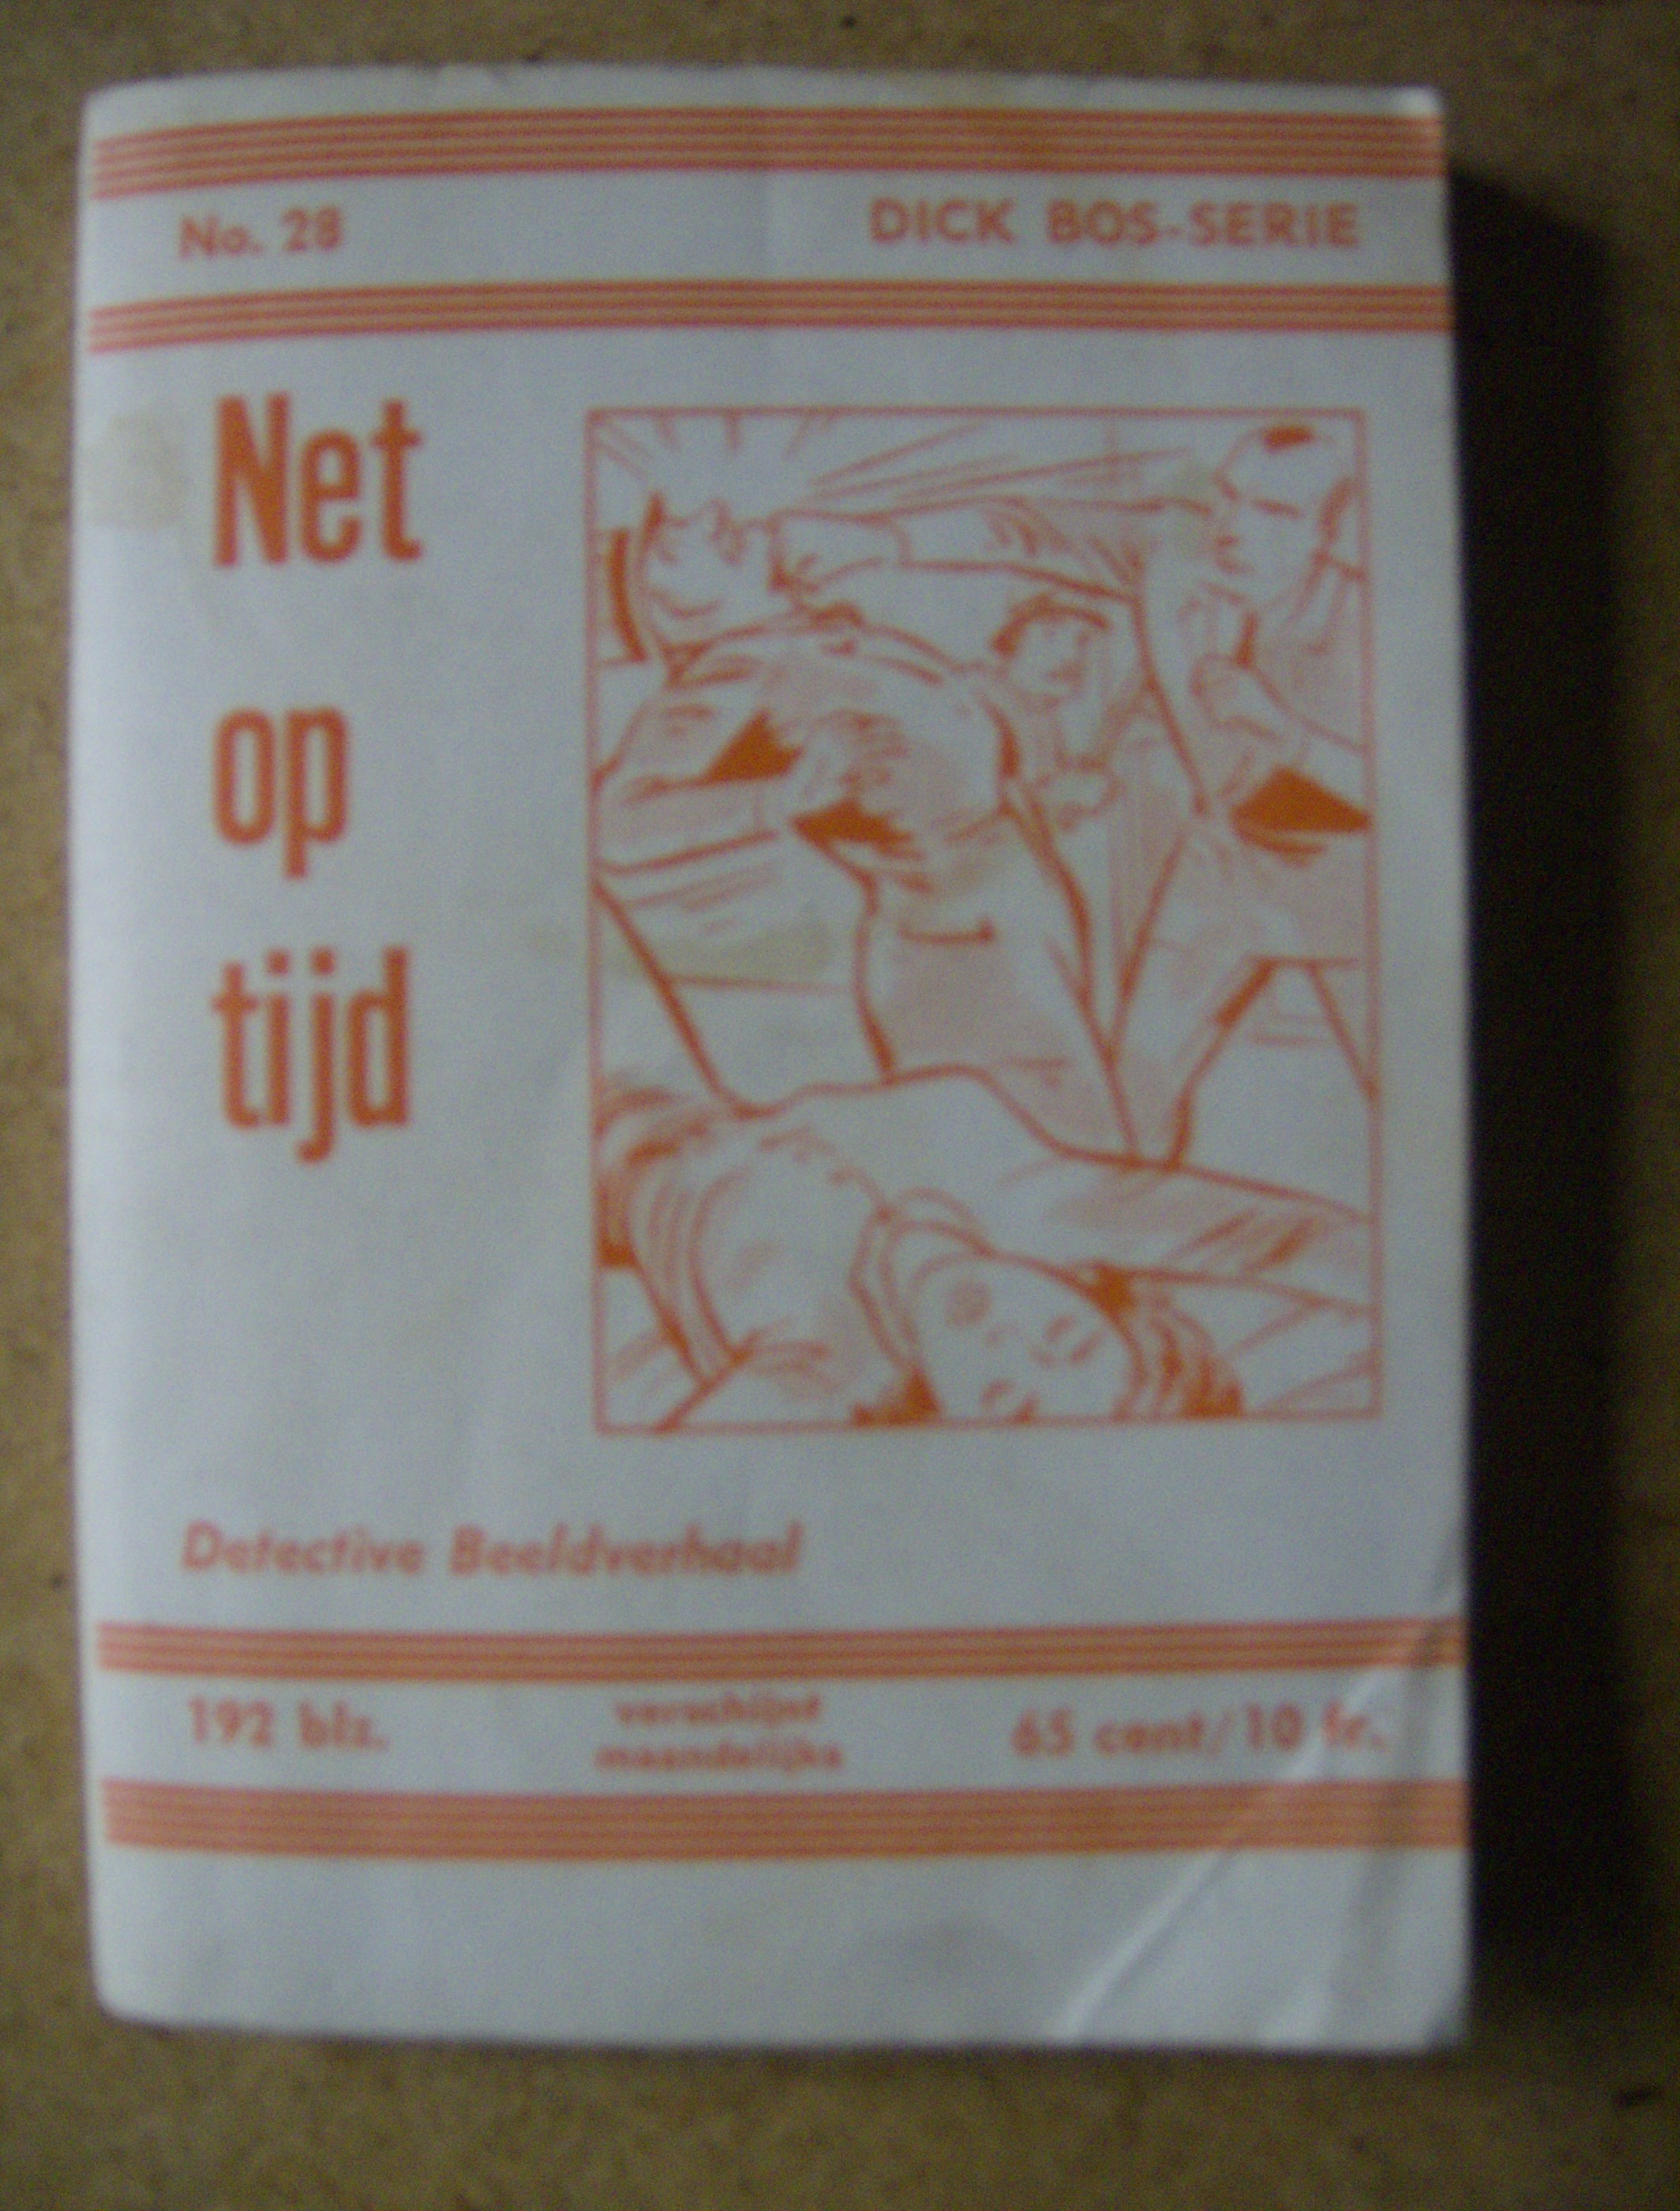 No. 28
DICK BOS-SERIE
Net
op
tijd
Detective Beeldverhaal
192 blz.
verschijnt
maandelijks
65 cent/10 fr.